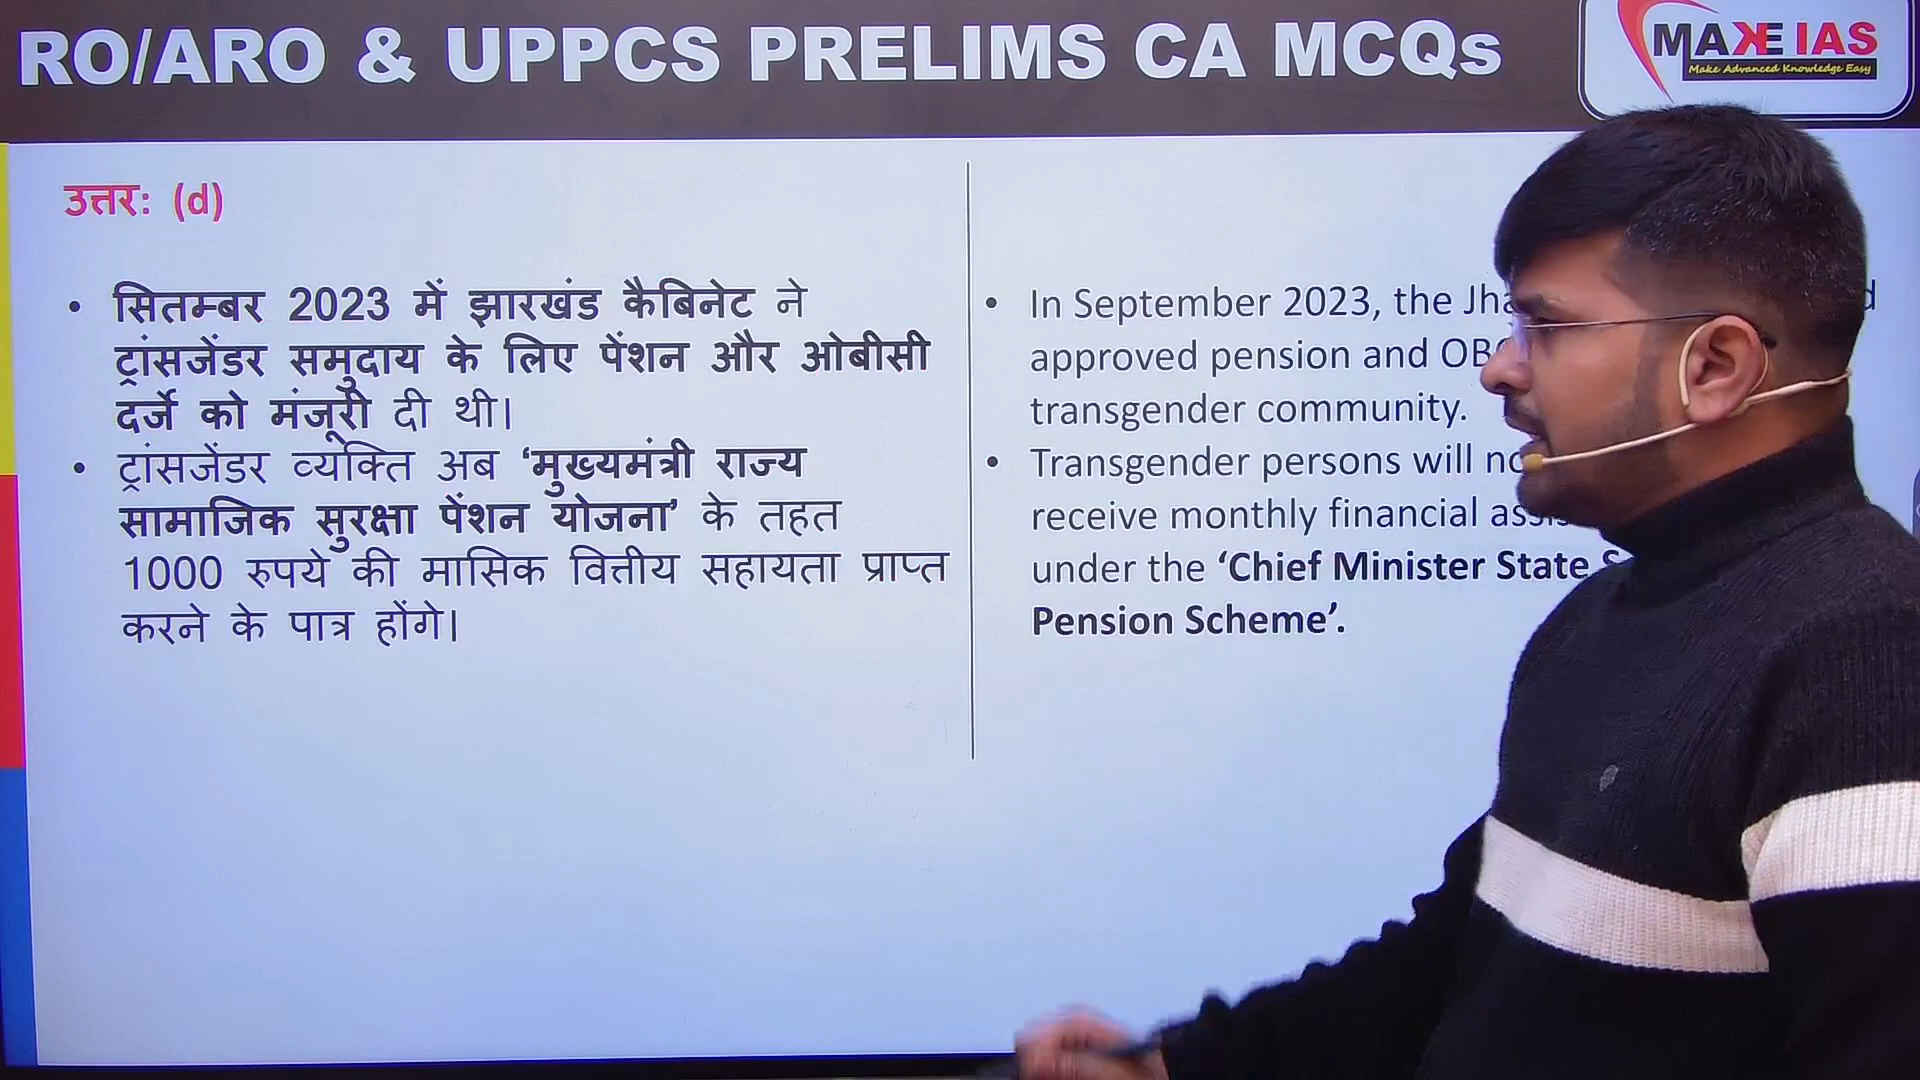 RO/ARO & UPPCS PRELIMS CA MCQs
MAKE IAS
Make Advanced Knowledge Easy
उत्तरः (d)
• सितम्बर 2023 में झारखंड कैबिनेट ने
ट्रांसजेंडर समुदाय के लिए पेंशन और ओबीसी
दर्जे को मंजूरी दी थी।
• ट्रांसजेंडर व्यक्ति अब ‘मुख्यमंत्री राज्य
सामाजिक सुरक्षा पेंशन योजना’ के तहत
1000 रुपये की मासिक वित्तीय सहायता प्राप्त
करने के पात्र होंगे।
• In September 2023, the
approved pension and
transgender community.
• Transgender persons will
receive monthly financial
under the ‘Chief Minister State
Pension Scheme’.